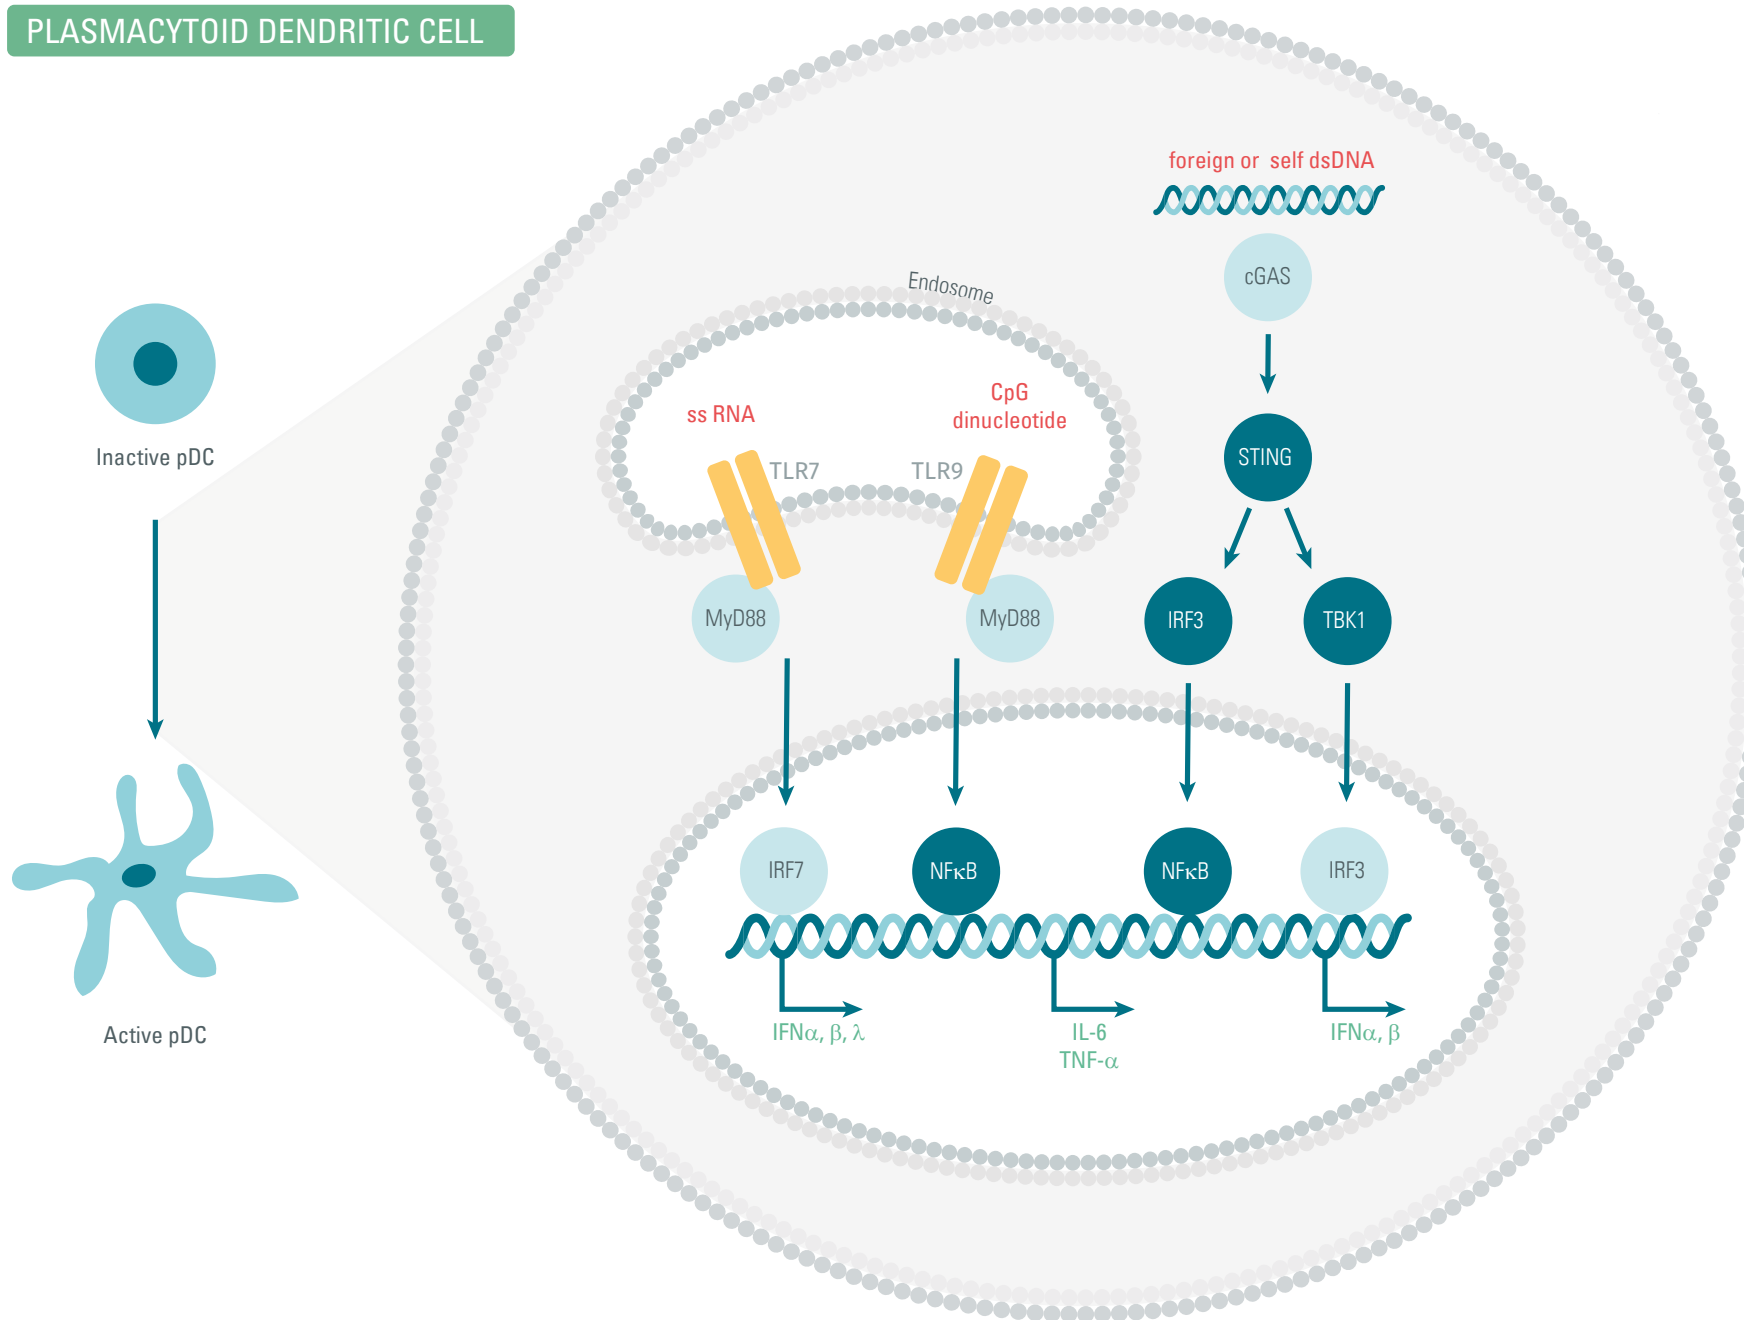 PLASMACYTOID DENDRITIC CELL
foreign or self dsDNA
cGAS
Endosome
CpG
dinucleotide
ss RNA
TLR7
TLR9
STING
Inactive pDC
MyD88
MyD88
IRF3
TBK1
IRF7
NFκB
NFκB
IRF3
IFNα, β, λ
IL-6
TNF-α
IFNα, β
Active pDC